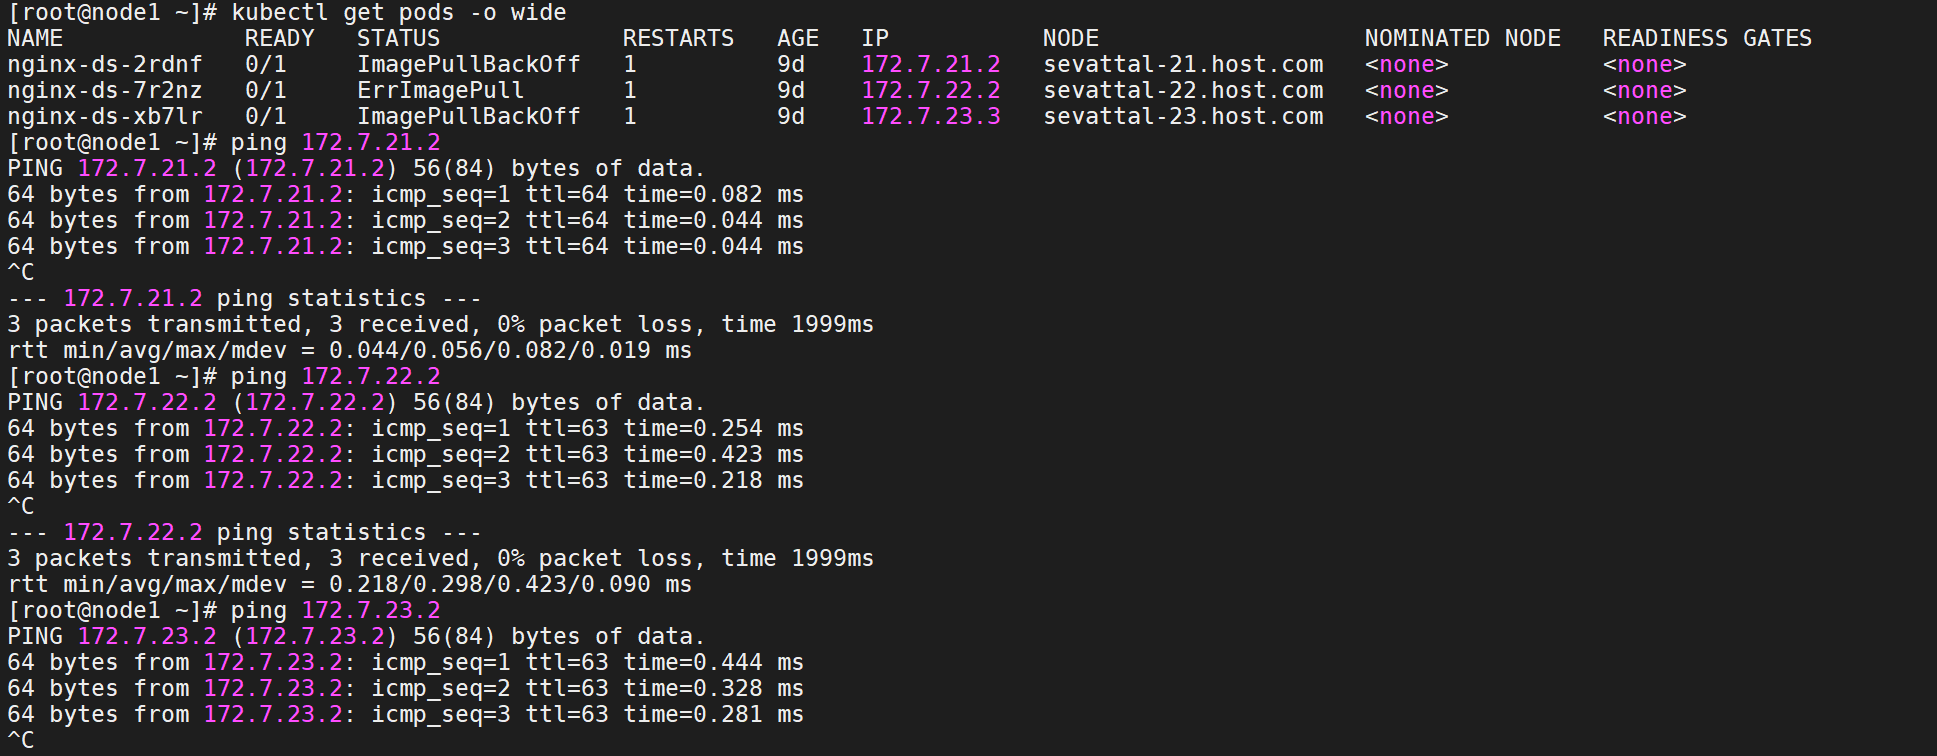 [root@node1 ~]# kubectl get pods -o wide
NAME             READY   STATUS             RESTARTS   AGE   IP           NODE                   NOMINATED NODE   READINESS GATES
nginx-ds-2rdnf   0/1     ImagePullBackOff   1          9d    172.7.21.2   sevattal-21.host.com   <none>           <none>
nginx-ds-7r2nz   0/1     ErrImagePull       1          9d    172.7.22.2   sevattal-22.host.com   <none>           <none>
nginx-ds-xb7lr   0/1     ImagePullBackOff   1          9d    172.7.23.3   sevattal-23.host.com   <none>           <none>
[root@node1 ~]# ping 172.7.21.2
PING 172.7.21.2 (172.7.21.2) 56(84) bytes of data.
64 bytes from 172.7.21.2: icmp_seq=1 ttl=64 time=0.082 ms
64 bytes from 172.7.21.2: icmp_seq=2 ttl=64 time=0.044 ms
64 bytes from 172.7.21.2: icmp_seq=3 ttl=64 time=0.044 ms
^C
--- 172.7.21.2 ping statistics ---
3 packets transmitted, 3 received, 0% packet loss, time 1999ms
rtt min/avg/max/mdev = 0.044/0.056/0.082/0.019 ms
[root@node1 ~]# ping 172.7.22.2
PING 172.7.22.2 (172.7.22.2) 56(84) bytes of data.
64 bytes from 172.7.22.2: icmp_seq=1 ttl=63 time=0.254 ms
64 bytes from 172.7.22.2: icmp_seq=2 ttl=63 time=0.423 ms
64 bytes from 172.7.22.2: icmp_seq=3 ttl=63 time=0.218 ms
^C
--- 172.7.22.2 ping statistics ---
3 packets transmitted, 3 received, 0% packet loss, time 1999ms
rtt min/avg/max/mdev = 0.218/0.298/0.423/0.090 ms
[root@node1 ~]# ping 172.7.23.2
PING 172.7.23.2 (172.7.23.2) 56(84) bytes of data.
64 bytes from 172.7.23.2: icmp_seq=1 ttl=63 time=0.444 ms
64 bytes from 172.7.23.2: icmp_seq=2 ttl=63 time=0.328 ms
64 bytes from 172.7.23.2: icmp_seq=3 ttl=63 time=0.281 ms
^C